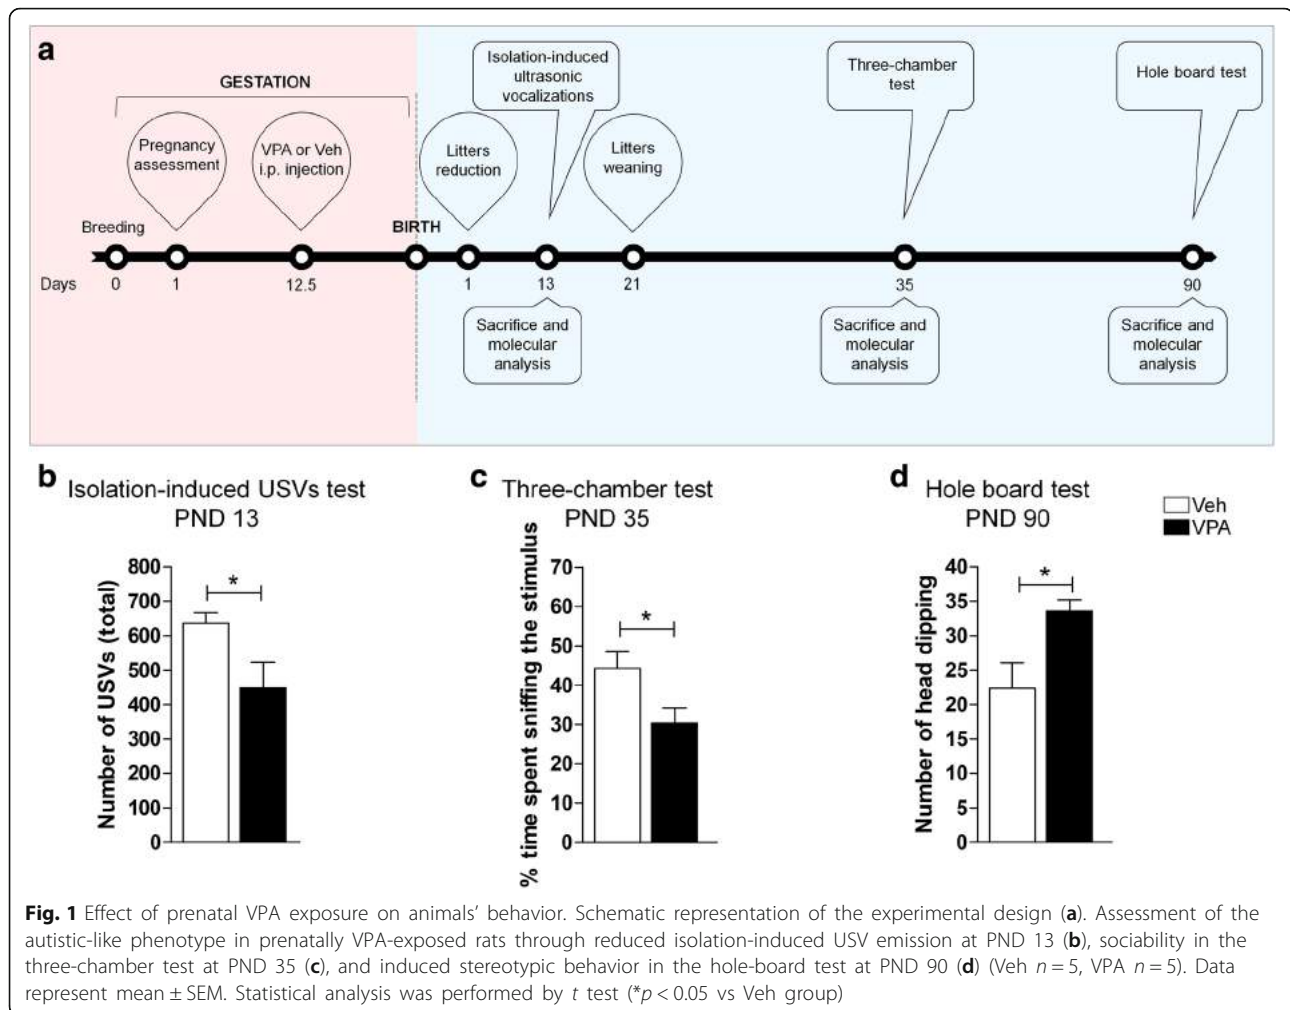 a
GESTATION
Pregnancy
assessment
VPA or Veh
i.p. injection
Litters
reduction
Isolation-induced
ultrasonic
vocalizations
Litters
weaning
Three-chamber
test
Hole board test
Breeding
BIRTH
Days 0 1 12.5 1 13 21 35 90
Sacrifice and
molecular
analysis
Sacrifice and
molecular
analysis
Sacrifice and
molecular
analysis
b
Isolation-induced USVs test
PND 13
Number of USVs (total)
800
700
600
500
400
300
200
100
0
*
c
Three-chamber test
PND 35
% time spent sniffing the stimulus
70
60
50
40
30
20
10
0
*
d
Hole board test
PND 90
Number of head dipping
40
35
30
25
20
15
10
5
0
*
Veh
VPA
Fig. 1 Effect of prenatal VPA exposure on animals’ behavior. Schematic representation of the experimental design (a). Assessment of the
autistic-like phenotype in prenatally VPA-exposed rats through reduced isolation-induced USV emission at PND 13 (b), sociability in the
three-chamber test at PND 35 (c), and induced stereotypic behavior in the hole-board test at PND 90 (d) (Veh n = 5, VPA n = 5). Data
represent mean ± SEM. Statistical analysis was performed by t test (*p < 0.05 vs Veh group)